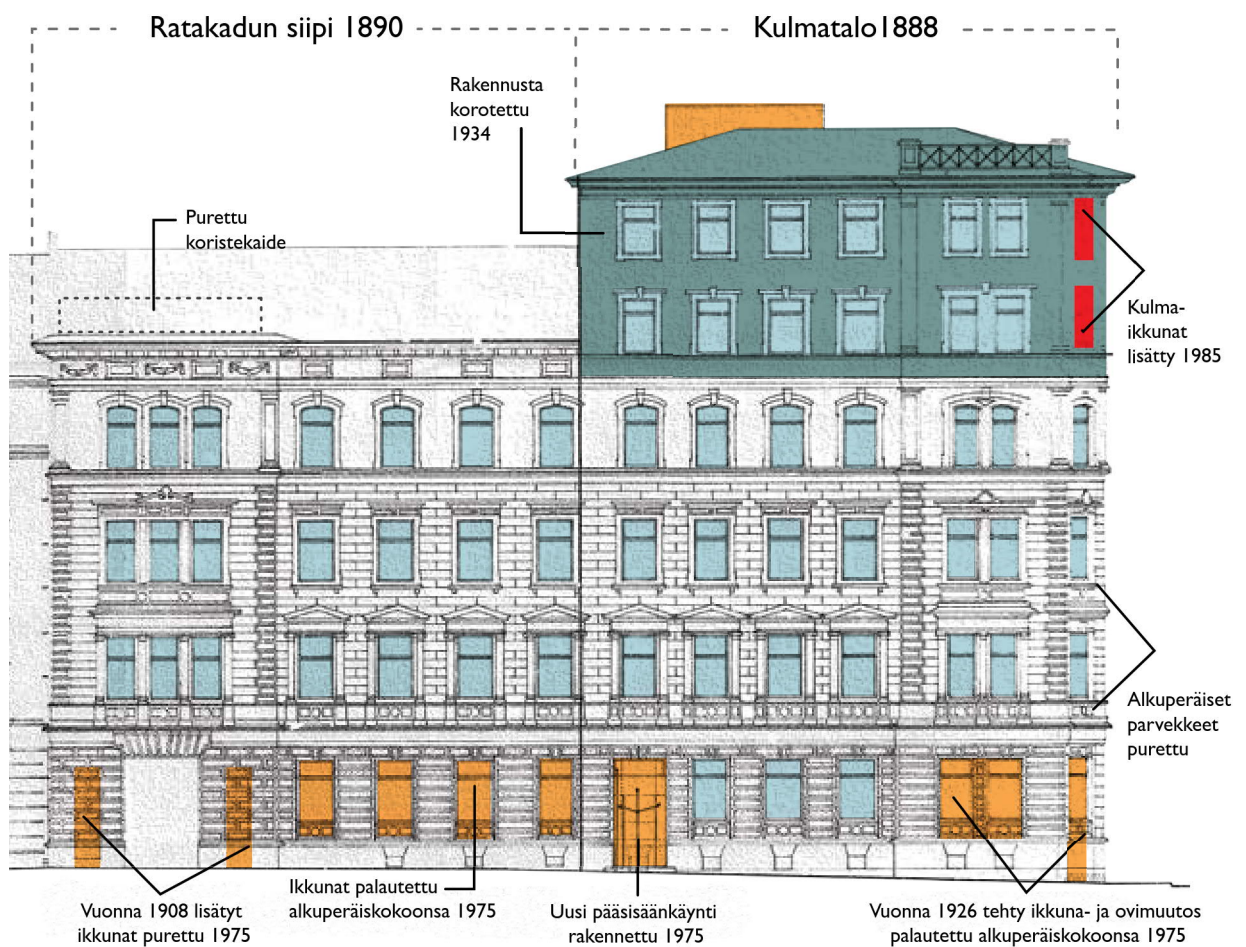 Ratakadun siipi 1890
Kulmatalo1888
Rakennusta
korotettu
1934
Purettu
koristekaide
Kulma-
ikkunat
lisätty 1985
Alkuperäiset
parvekkeet
purettu
Vuonna 1908 lisätyt
ikkunat purettu 1975
Ikkunat palautettu
alkuperäiskokoonsa 1975
Uusi pääsisäänkäynti
rakennettu 1975
Vuonna 1926 tehty ikkuna- ja ovimuutos
palautettu alkuperäiskokoonsa 1975